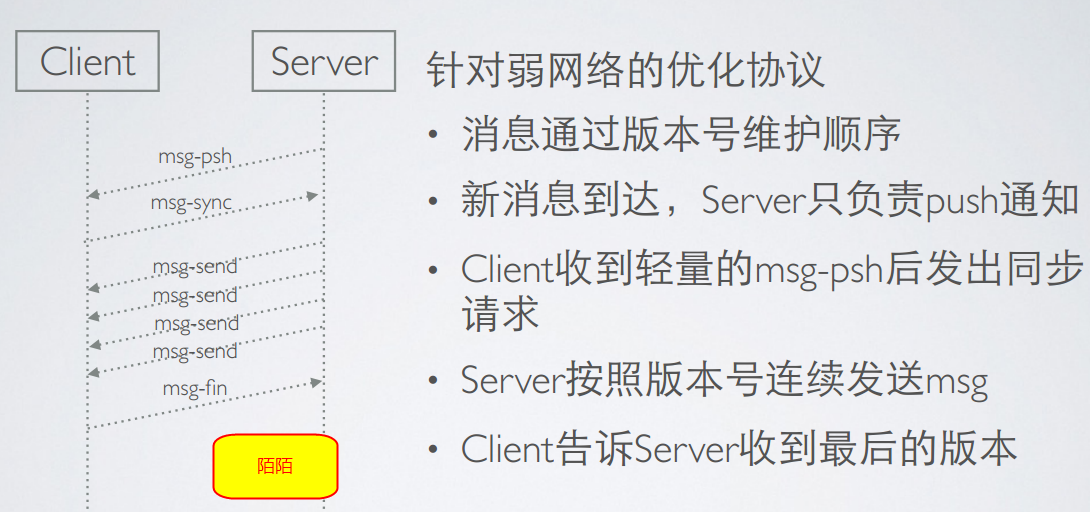 Client
Server
msg-psh
msg-sync
msg-send
msg-send
msg-send
msg-send
msg-fin
陌陌
针对弱网络的优化协议
• 消息通过版本号维护顺序
• 新消息到达，Server只负责push通知
• Client收到轻量的msg-psh后发出同步
请求
• Server按照版本号连续发送msg
• Client告诉Server收到最后的版本